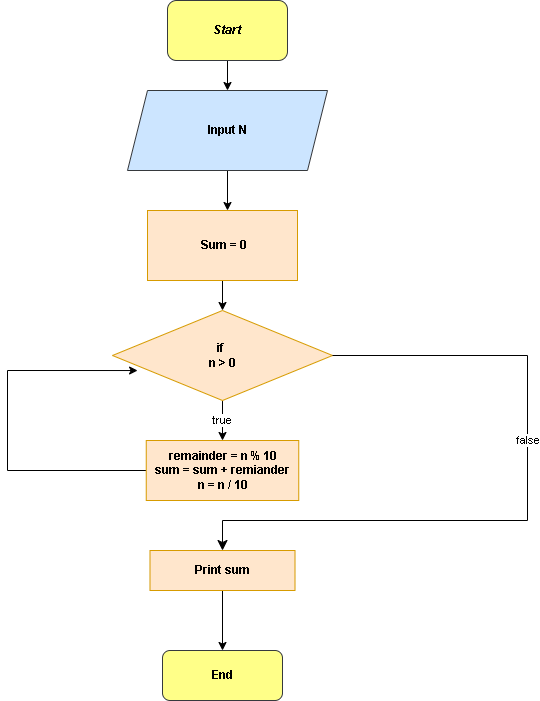 Start
Input N
Sum = 0
if
n > 0
true
false
remainder = n % 10
sum = sum + remiander
n = n / 10
Print sum
End